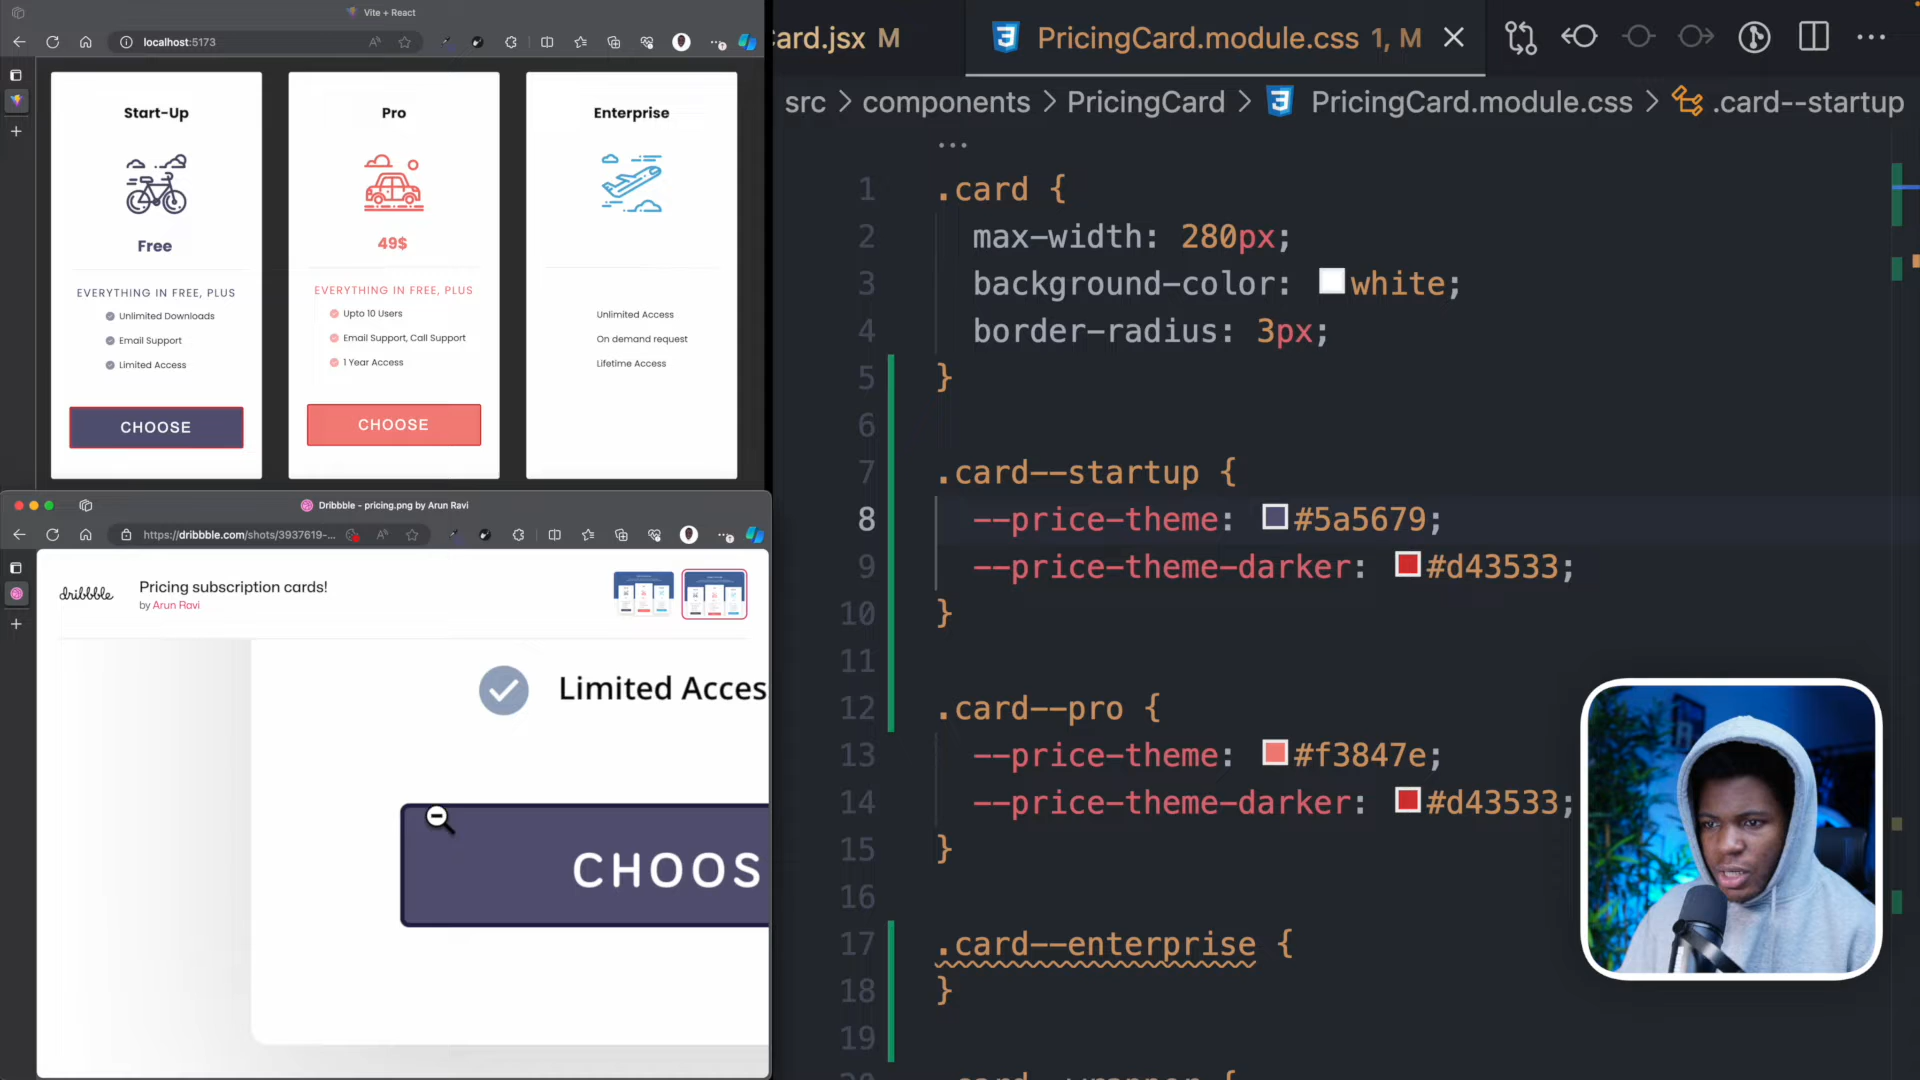 Vite + React
localhost:5173
Start-Up
Pro
Enterprise
Free
49$
EVERYTHING IN FREE, PLUS
EVERYTHING IN FREE, PLUS
Unlimited Downloads
Email Support
Limited Access
Upto 10 Users
Email Support, Call Support
1 Year Access
Unlimited Access
On demand request
Lifetime Access
CHOOSE
CHOOSE
Dribbble - pricing.png by Arun Ravi
https://dribbble.com/shots/3937619-...
dribbble
Pricing subscription cards!
by Arun Ravi
Limited Acces
CHOOS
Card.jsx M
PricingCard.module.css 1, M
src > components > PricingCard > PricingCard.module.css > .card--startup
...
1 .card {
2 max-width: 280px;
3 background-color: white;
4 border-radius: 3px;
5 }
6
7 .card--startup {
8 --price-theme: #5a5679;
9 --price-theme-darker: #d43533;
10 }
11
12 .card--pro {
13 --price-theme: #f3847e;
14 --price-theme-darker: #d43533;
15 }
16
17 .card--enterprise {
18 }
19